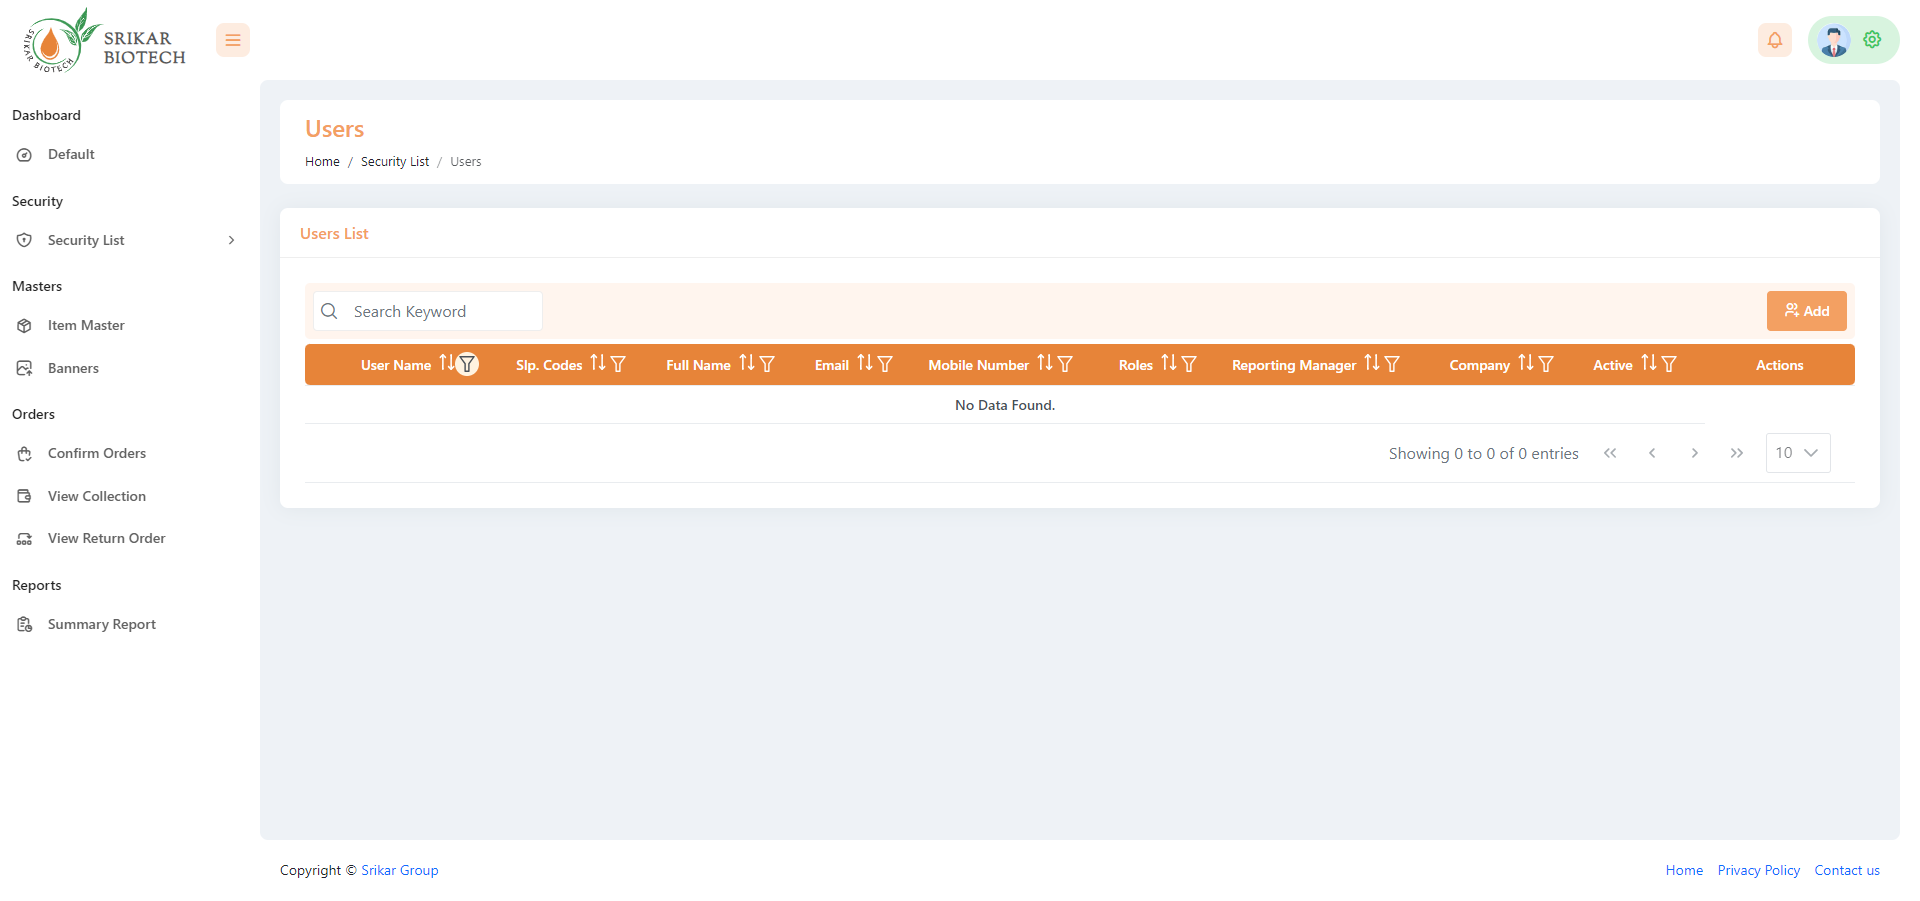 SRIKAR BIOTECH
SRIKAR
BIOTECH
Dashboard
Default
Security
Security List
Masters
Item Master
Banners
Orders
Confirm Orders
View Collection
View Return Order
Reports
Summary Report
Users
Home / Security List / Users
Users List
Search Keyword
Add
User Name Slp. Codes Full Name Email Mobile Number Roles Reporting Manager Company Active Actions
No Data Found.
Showing 0 to 0 of 0 entries
10
Copyright © Srikar Group
Home Privacy Policy Contact us